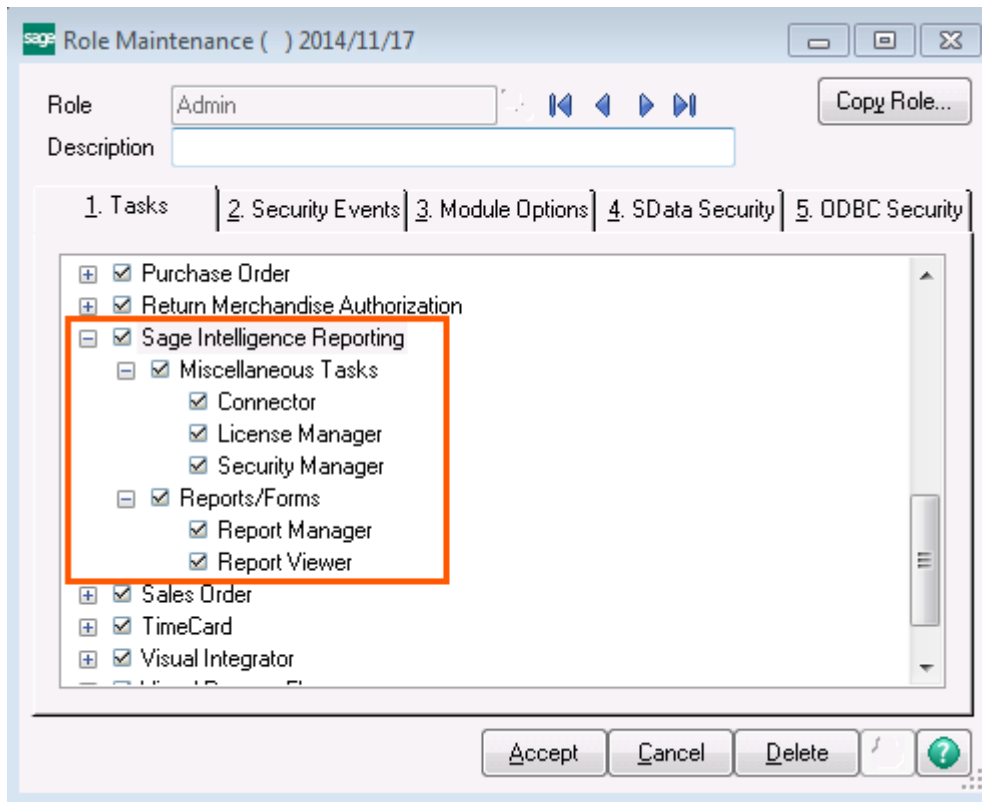 sage Role Maintenance ( ) 2014/11/17
Role Admin Copy Role...
Description
1. Tasks 2. Security Events 3. Module Options 4. SData Security 5. ODBC Security
Purchase Order
Return Merchandise Authorization
Sage Intelligence Reporting
Miscellaneous Tasks
Connector
License Manager
Security Manager
Reports/Forms
Report Manager
Report Viewer
Sales Order
TimeCard
Visual Integrator
Accept Cancel Delete ?